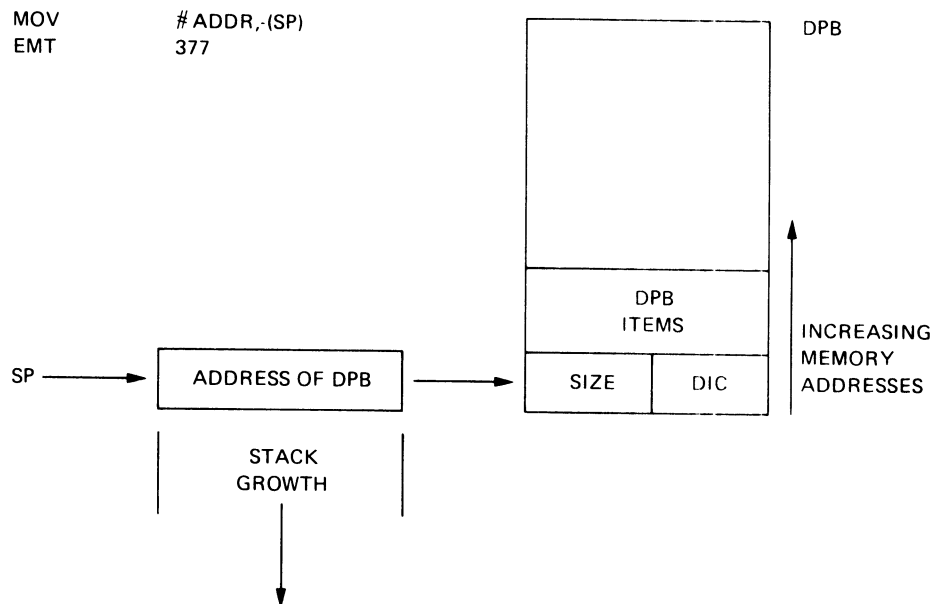 MOV #ADDR,-(SP)
EMT 377
DPB
DPB
ITEMS
INCREASING
MEMORY
ADDRESSES
SP
ADDRESS OF DPB
SIZE
DIC
STACK
GROWTH